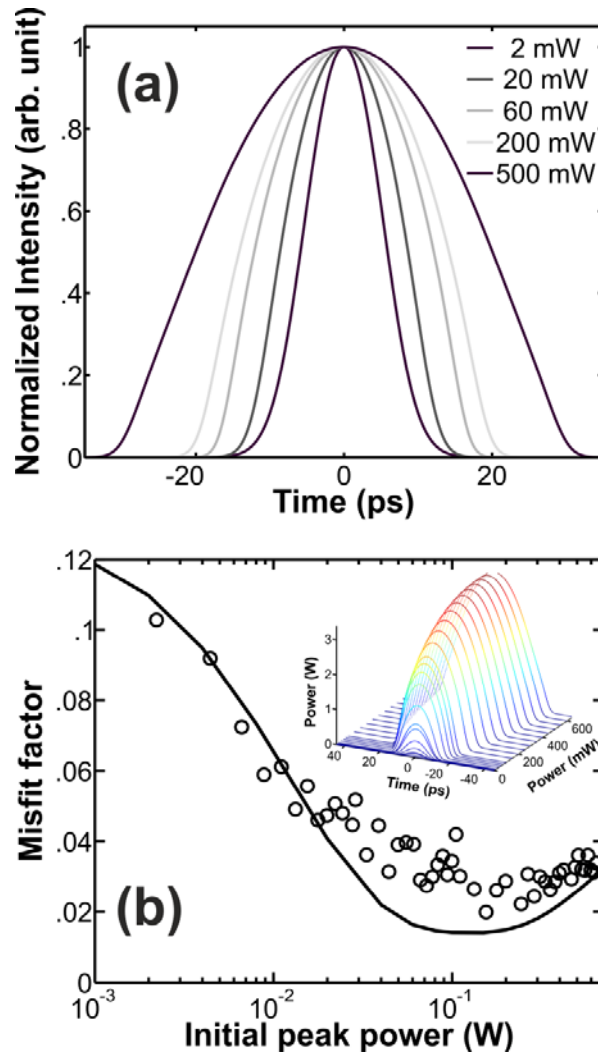 (a)
Normalized Intensity (arb. unit)
1
.8
.6
.4
.2
0
2 mW
20 mW
60 mW
200 mW
500 mW
-20
0
20
Time (ps)
(b)
Misfit factor
.12
.1
.08
.06
.04
.02
0
Power (W)
3
2
1
0
40
20
0
-20
-40
Time (ps)
0
200
400
600
Power (mW)
10-3
10-2
10-1
Initial peak power (W)